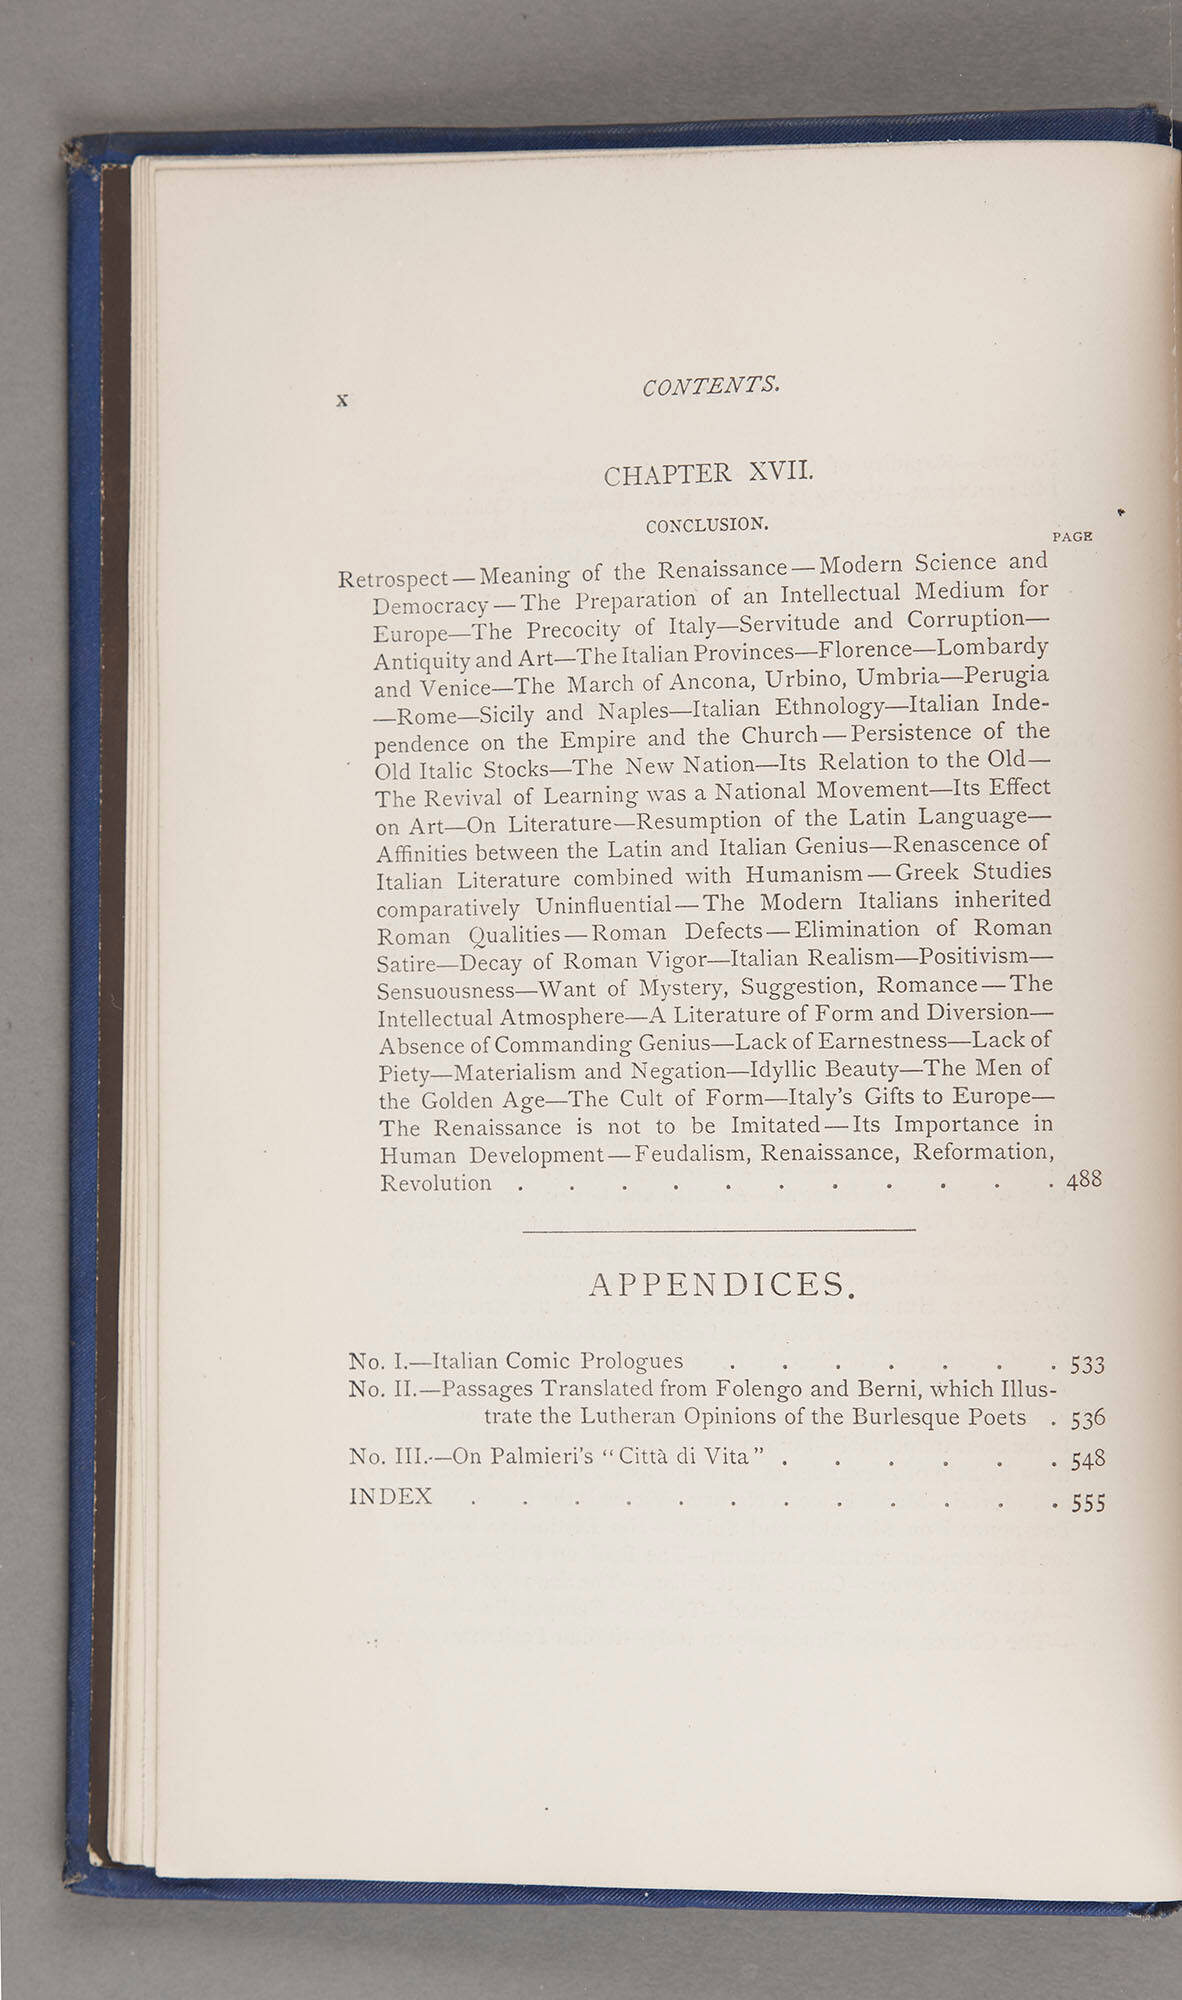 x
CONTENTS.
CHAPTER XVII.
CONCLUSION.
PAGE
Retrospect—Meaning of the Renaissance—Modern Science and
Democracy—The Preparation of an Intellectual Medium for
Europe—The Precocity of Italy—Servitude and Corruption—
Antiquity and Art—The Italian Provinces—Florence—Lombardy
and Venice—The March of Ancona, Urbino, Umbria—Perugia
—Rome—Sicily and Naples—Italian Ethnology—Italian Inde-
pendence on the Empire and the Church—Persistence of the
Old Italic Stocks—The New Nation—Its Relation to the Old—
The Revival of Learning was a National Movement—Its Effect
on Art—On Literature—Resumption of the Latin Language—
Affinities between the Latin and Italian Genius—Renascence of
Italian Literature combined with Humanism—Greek Studies
comparatively Uninfluential—The Modern Italians inherited
Roman Qualities—Roman Defects—Elimination of Roman
Satire—Decay of Roman Vigor—Italian Realism—Positivism—
Sensuousness—Want of Mystery, Suggestion, Romance—The
Intellectual Atmosphere—A Literature of Form and Diversion—
Absence of Commanding Genius—Lack of Earnestness—Lack of
Piety—Materialism and Negation—Idyllic Beauty—The Men of
the Golden Age—The Cult of Form—Italy's Gifts to Europe—
The Renaissance is not to be Imitated—Its Importance in
Human Development—Feudalism, Renaissance, Reformation,
Revolution . . . . . . . . . . . 488
APPENDICES.
No. I.—Italian Comic Prologues . . . . . . . 533
No. II.—Passages Translated from Folengo and Berni, which Illus-
trate the Lutheran Opinions of the Burlesque Poets . 536
No. III.—On Palmieri's "Città di Vita" . . . . . . 548
INDEX . . . . . . . . . . . . 555